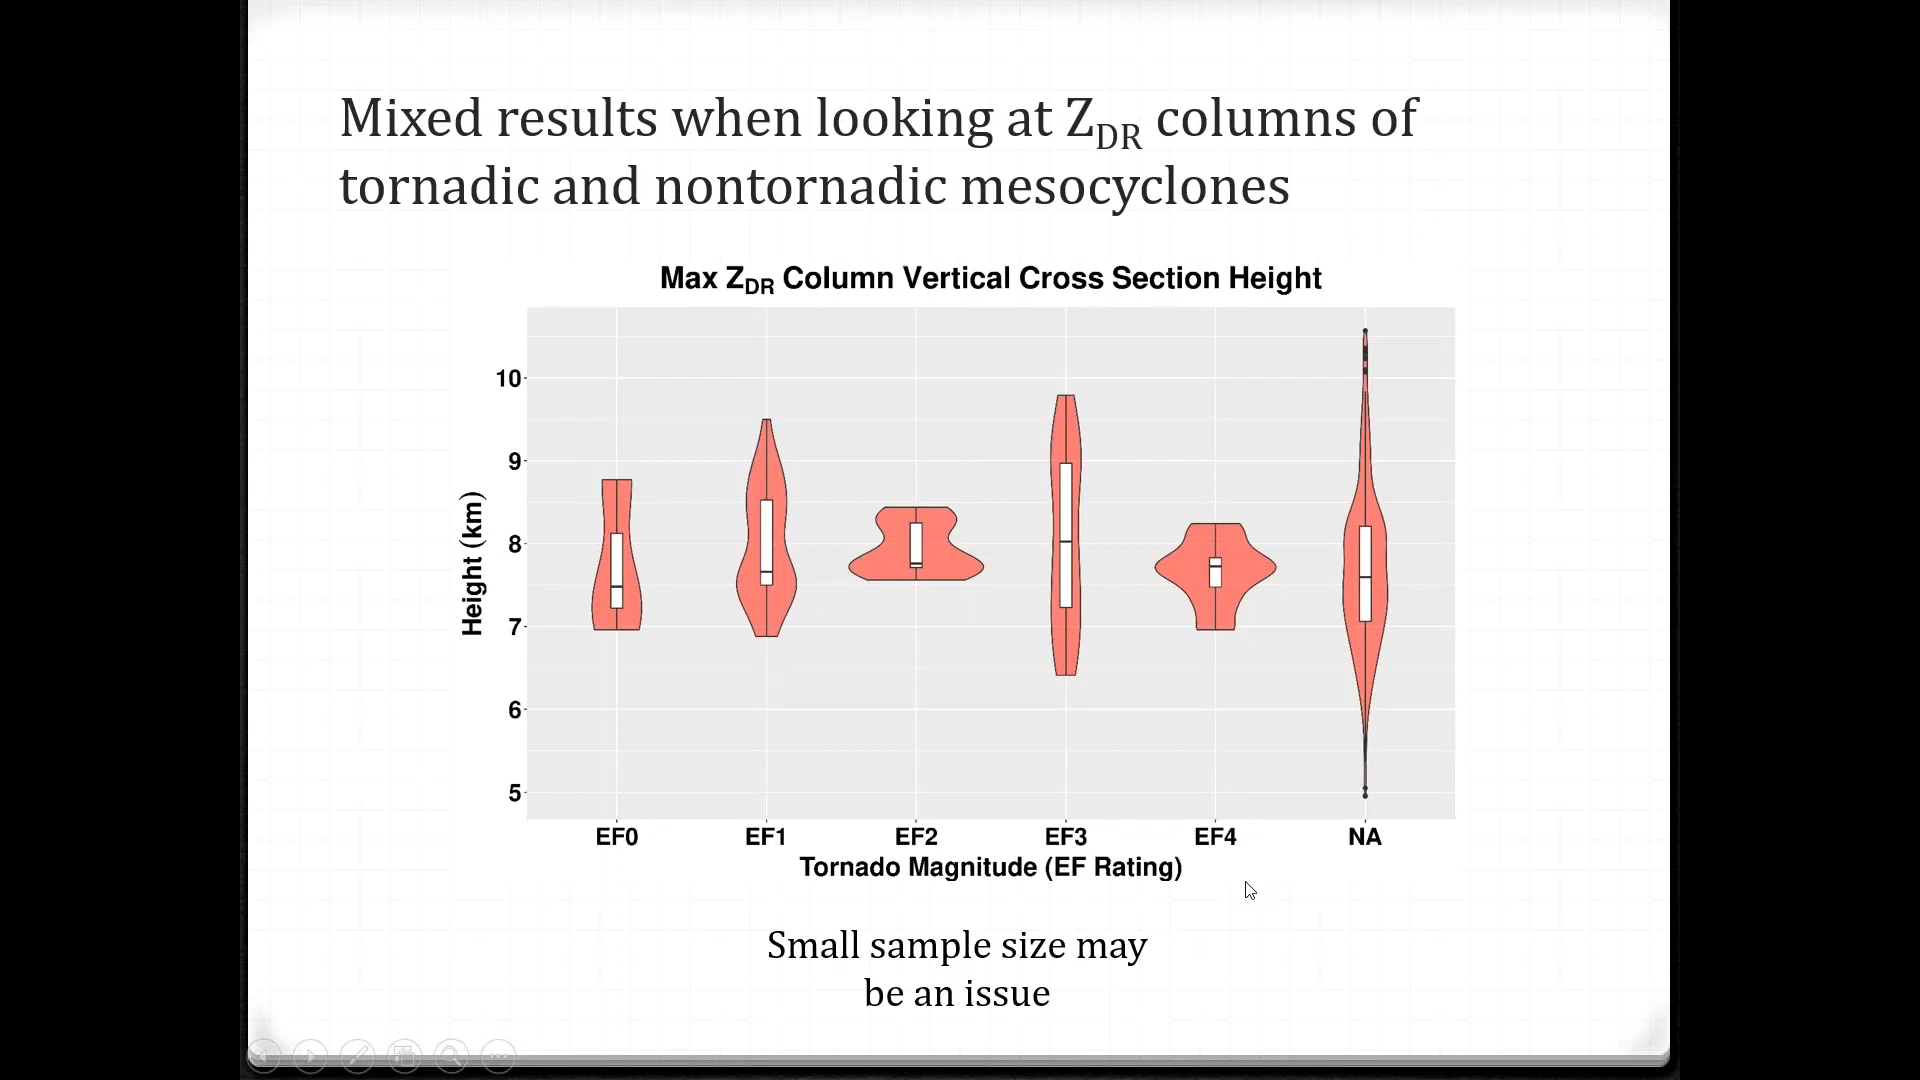 Mixed results when looking at Z_DR columns of
tornadic and nontornadic mesocyclones
Max Z_DR Column Vertical Cross Section Height
10
9
8
7
6
5
Height (km)
EF0 EF1 EF2 EF3 EF4 NA
Tornado Magnitude (EF Rating)
Small sample size may
be an issue